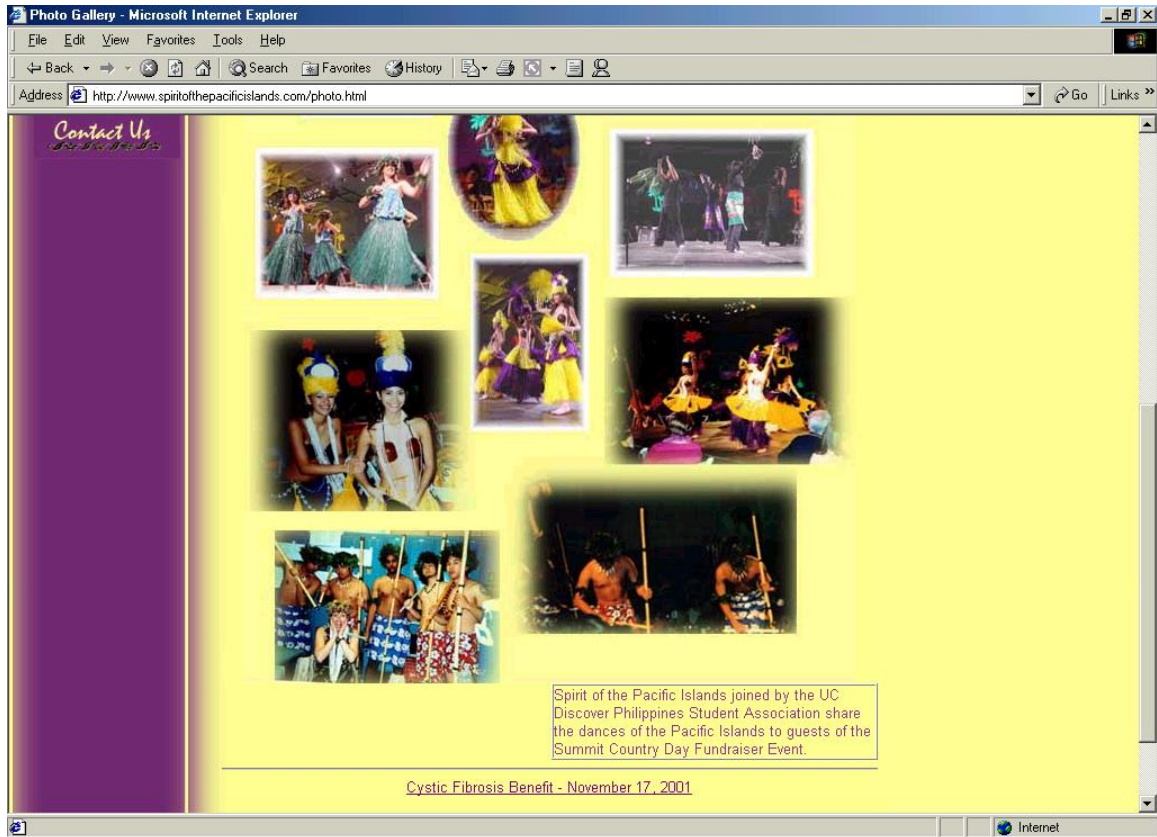 Photo Gallery - Microsoft Internet Explorer
File Edit View Favorites Tools Help
Back Search Favorites History
Address http://www.spiritofthepacificislands.com/photo.html Go Links »
Contact Us
Spirit of the Pacific Islands joined by the UC
Discover Philippines Student Association share
the dances of the Pacific Islands to guests of the
Summit Country Day Fundraiser Event.
Cystic Fibrosis Benefit - November 17, 2001
Internet